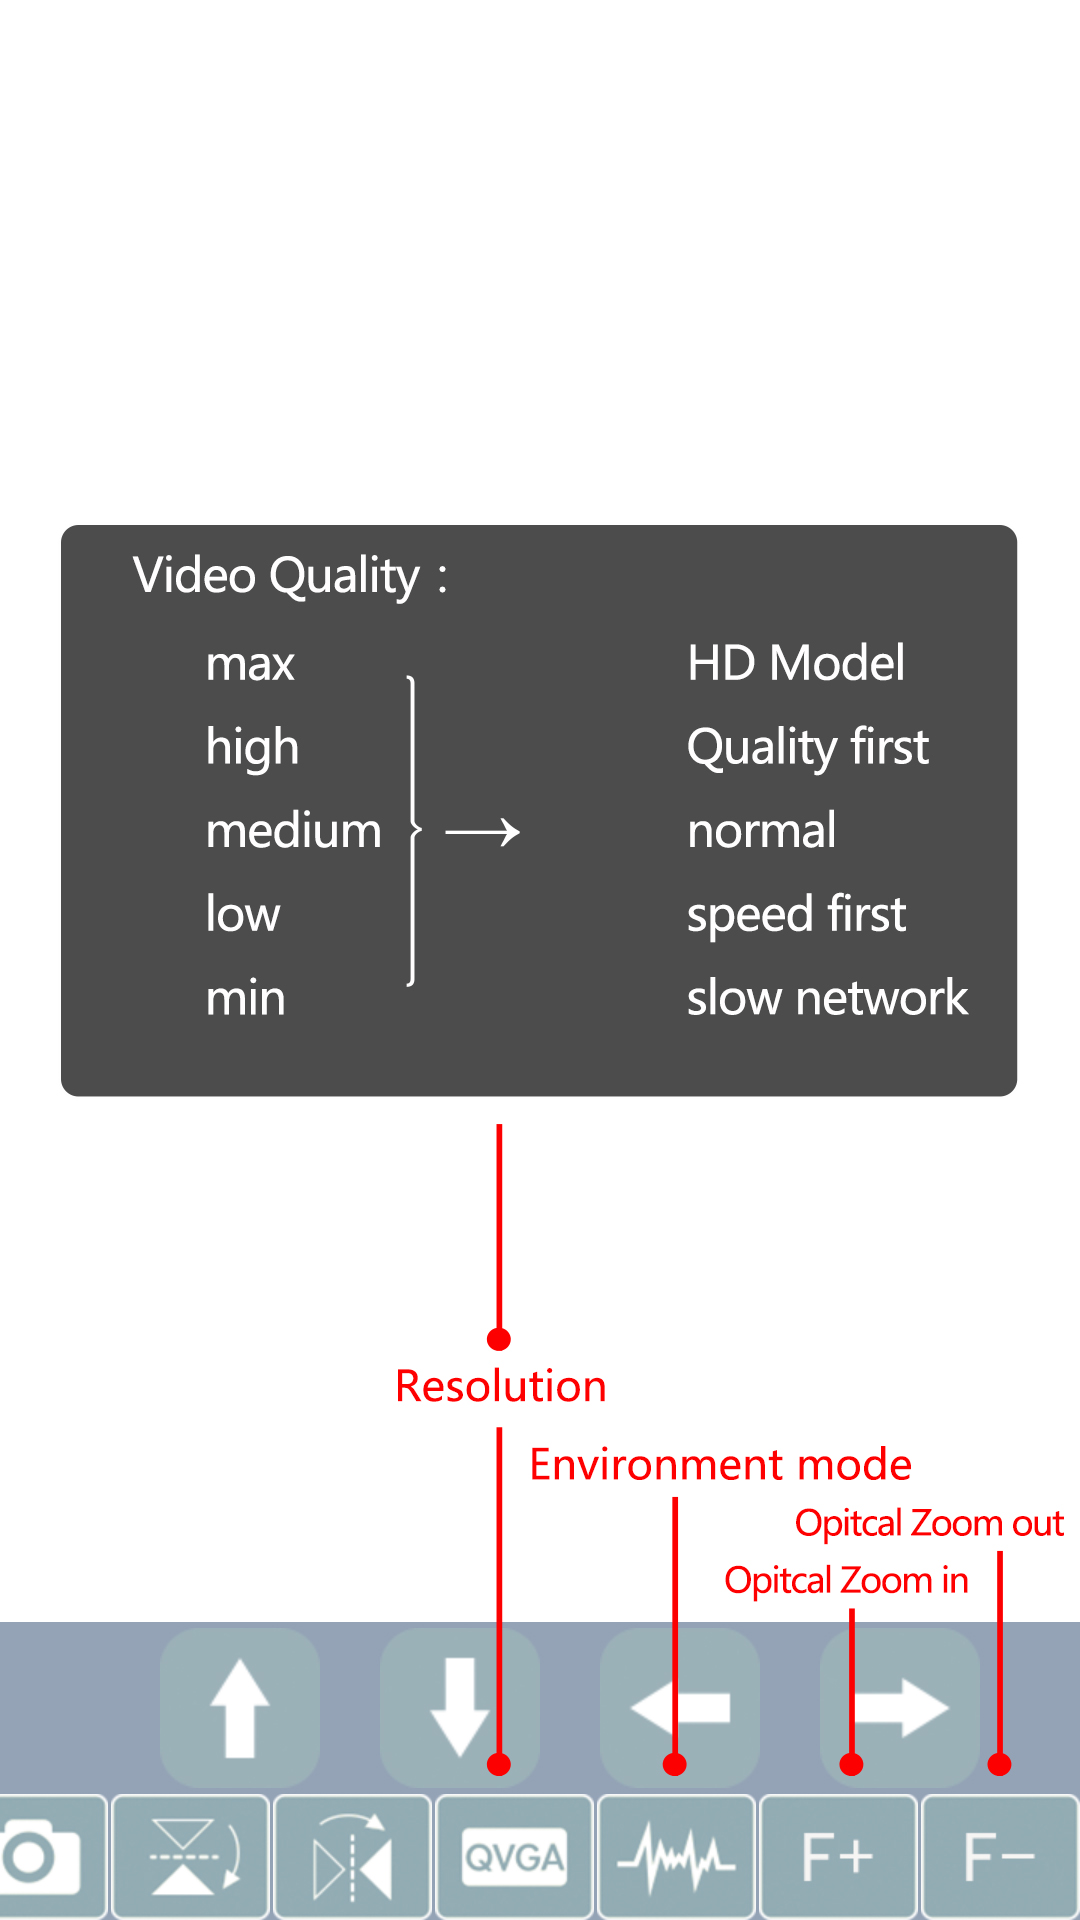 Video Quality :
max HD Model
high Quality first
medium normal
low speed first
min slow network
Resolution
Environment mode
Opitcal Zoom out
Opitcal Zoom in
QVGA F+ F−